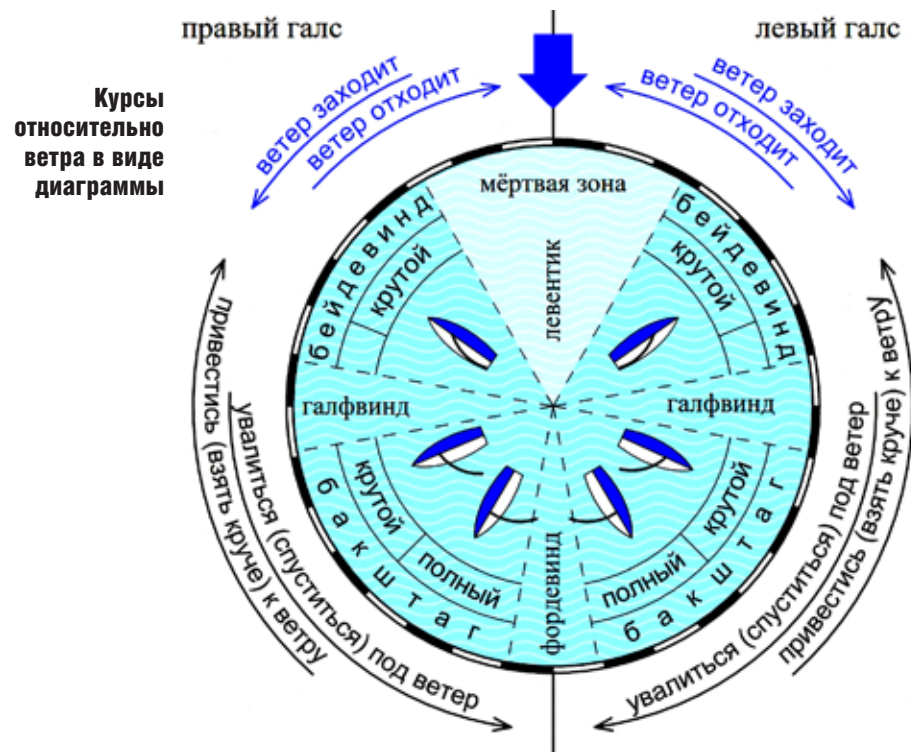 правый галс
левый галс
Курсы
относительно
ветра в виде
диаграммы
ветер заходит
ветер отходит
ветер заходит
ветер отходит
мёртвая зона
левентик
бейдевинд
крутой
бейдевинд
крутой
галфвинд
галфвинд
крутой
полный
бакштаг
фордевинд
крутой
полный
бакштаг
привестись (взять круче) к ветру
увалиться (спуститься) под ветер
увалиться (спуститься) под ветер
привестись (взять круче) к ветру